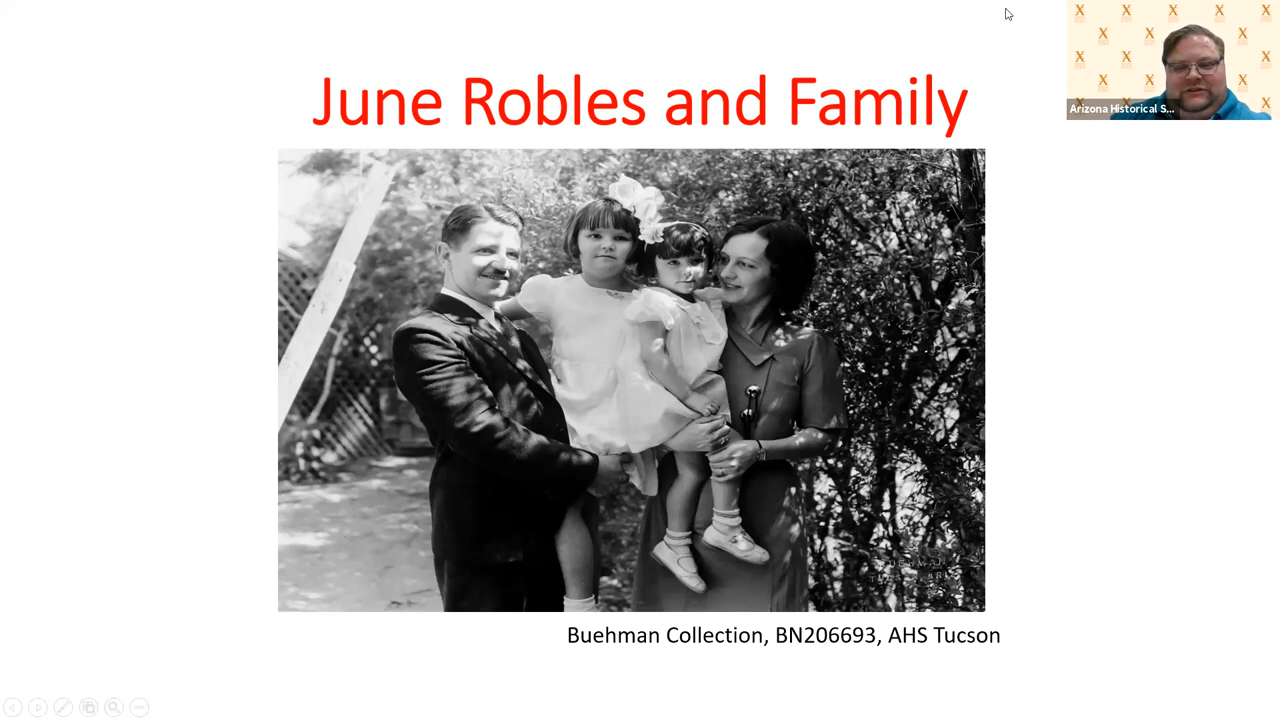 June Robles and Family
Arizona Historical S...
Buehman Collection, BN206693, AHS Tucson